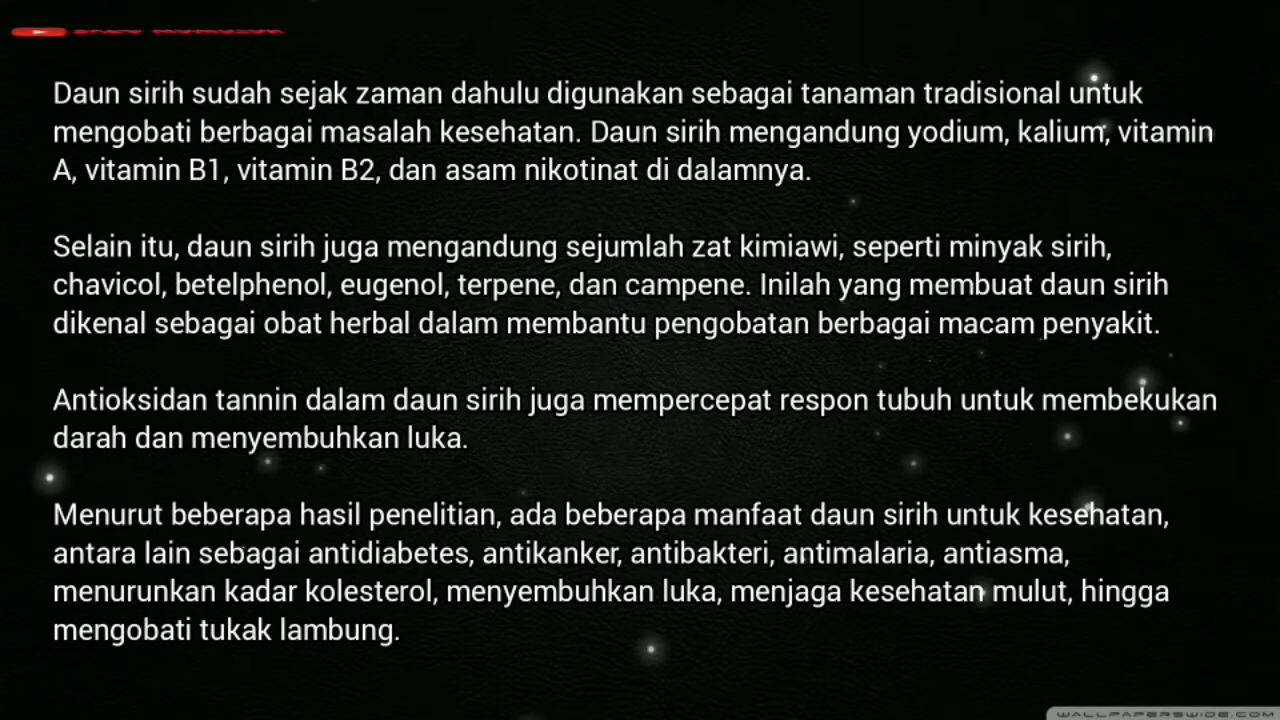 Daun sirih sudah sejak zaman dahulu digunakan sebagai tanaman tradisional untuk
mengobati berbagai masalah kesehatan. Daun sirih mengandung yodium, kalium, vitamin
A, vitamin B1, vitamin B2, dan asam nikotinat di dalamnya.
Selain itu, daun sirih juga mengandung sejumlah zat kimiawi, seperti minyak sirih,
chavicol, betelphenol, eugenol, terpene, dan campene. Inilah yang membuat daun sirih
dikenal sebagai obat herbal dalam membantu pengobatan berbagai macam penyakit.
Antioksidan tannin dalam daun sirih juga mempercepat respon tubuh untuk membekukan
darah dan menyembuhkan luka.
Menurut beberapa hasil penelitian, ada beberapa manfaat daun sirih untuk kesehatan,
antara lain sebagai antidiabetes, antikanker, antibakteri, antimalaria, antiasma,
menurunkan kadar kolesterol, menyembuhkan luka, menjaga kesehatan mulut, hingga
mengobati tukak lambung.
WALLPAPERSWIDE.COM